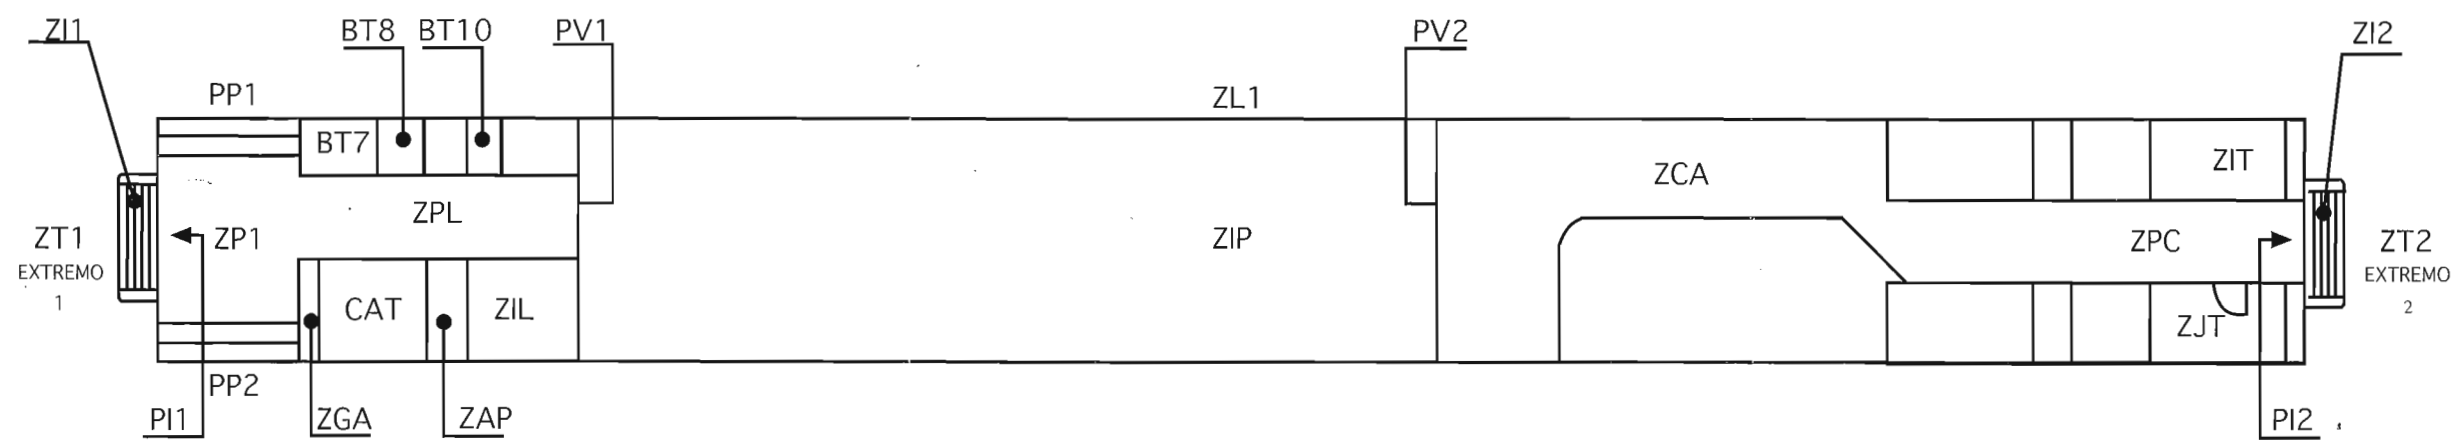 ZI1
BT8
BT10
PV1
PV2
ZI2
PP1
ZL1
BT7
ZCA
ZIT
ZPL
ZT1
EXTREMO
1
ZP1
ZIP
ZPC
ZT2
EXTREMO
2
CAT
ZIL
ZJT
PP2
PI1
ZGA
ZAP
PI2